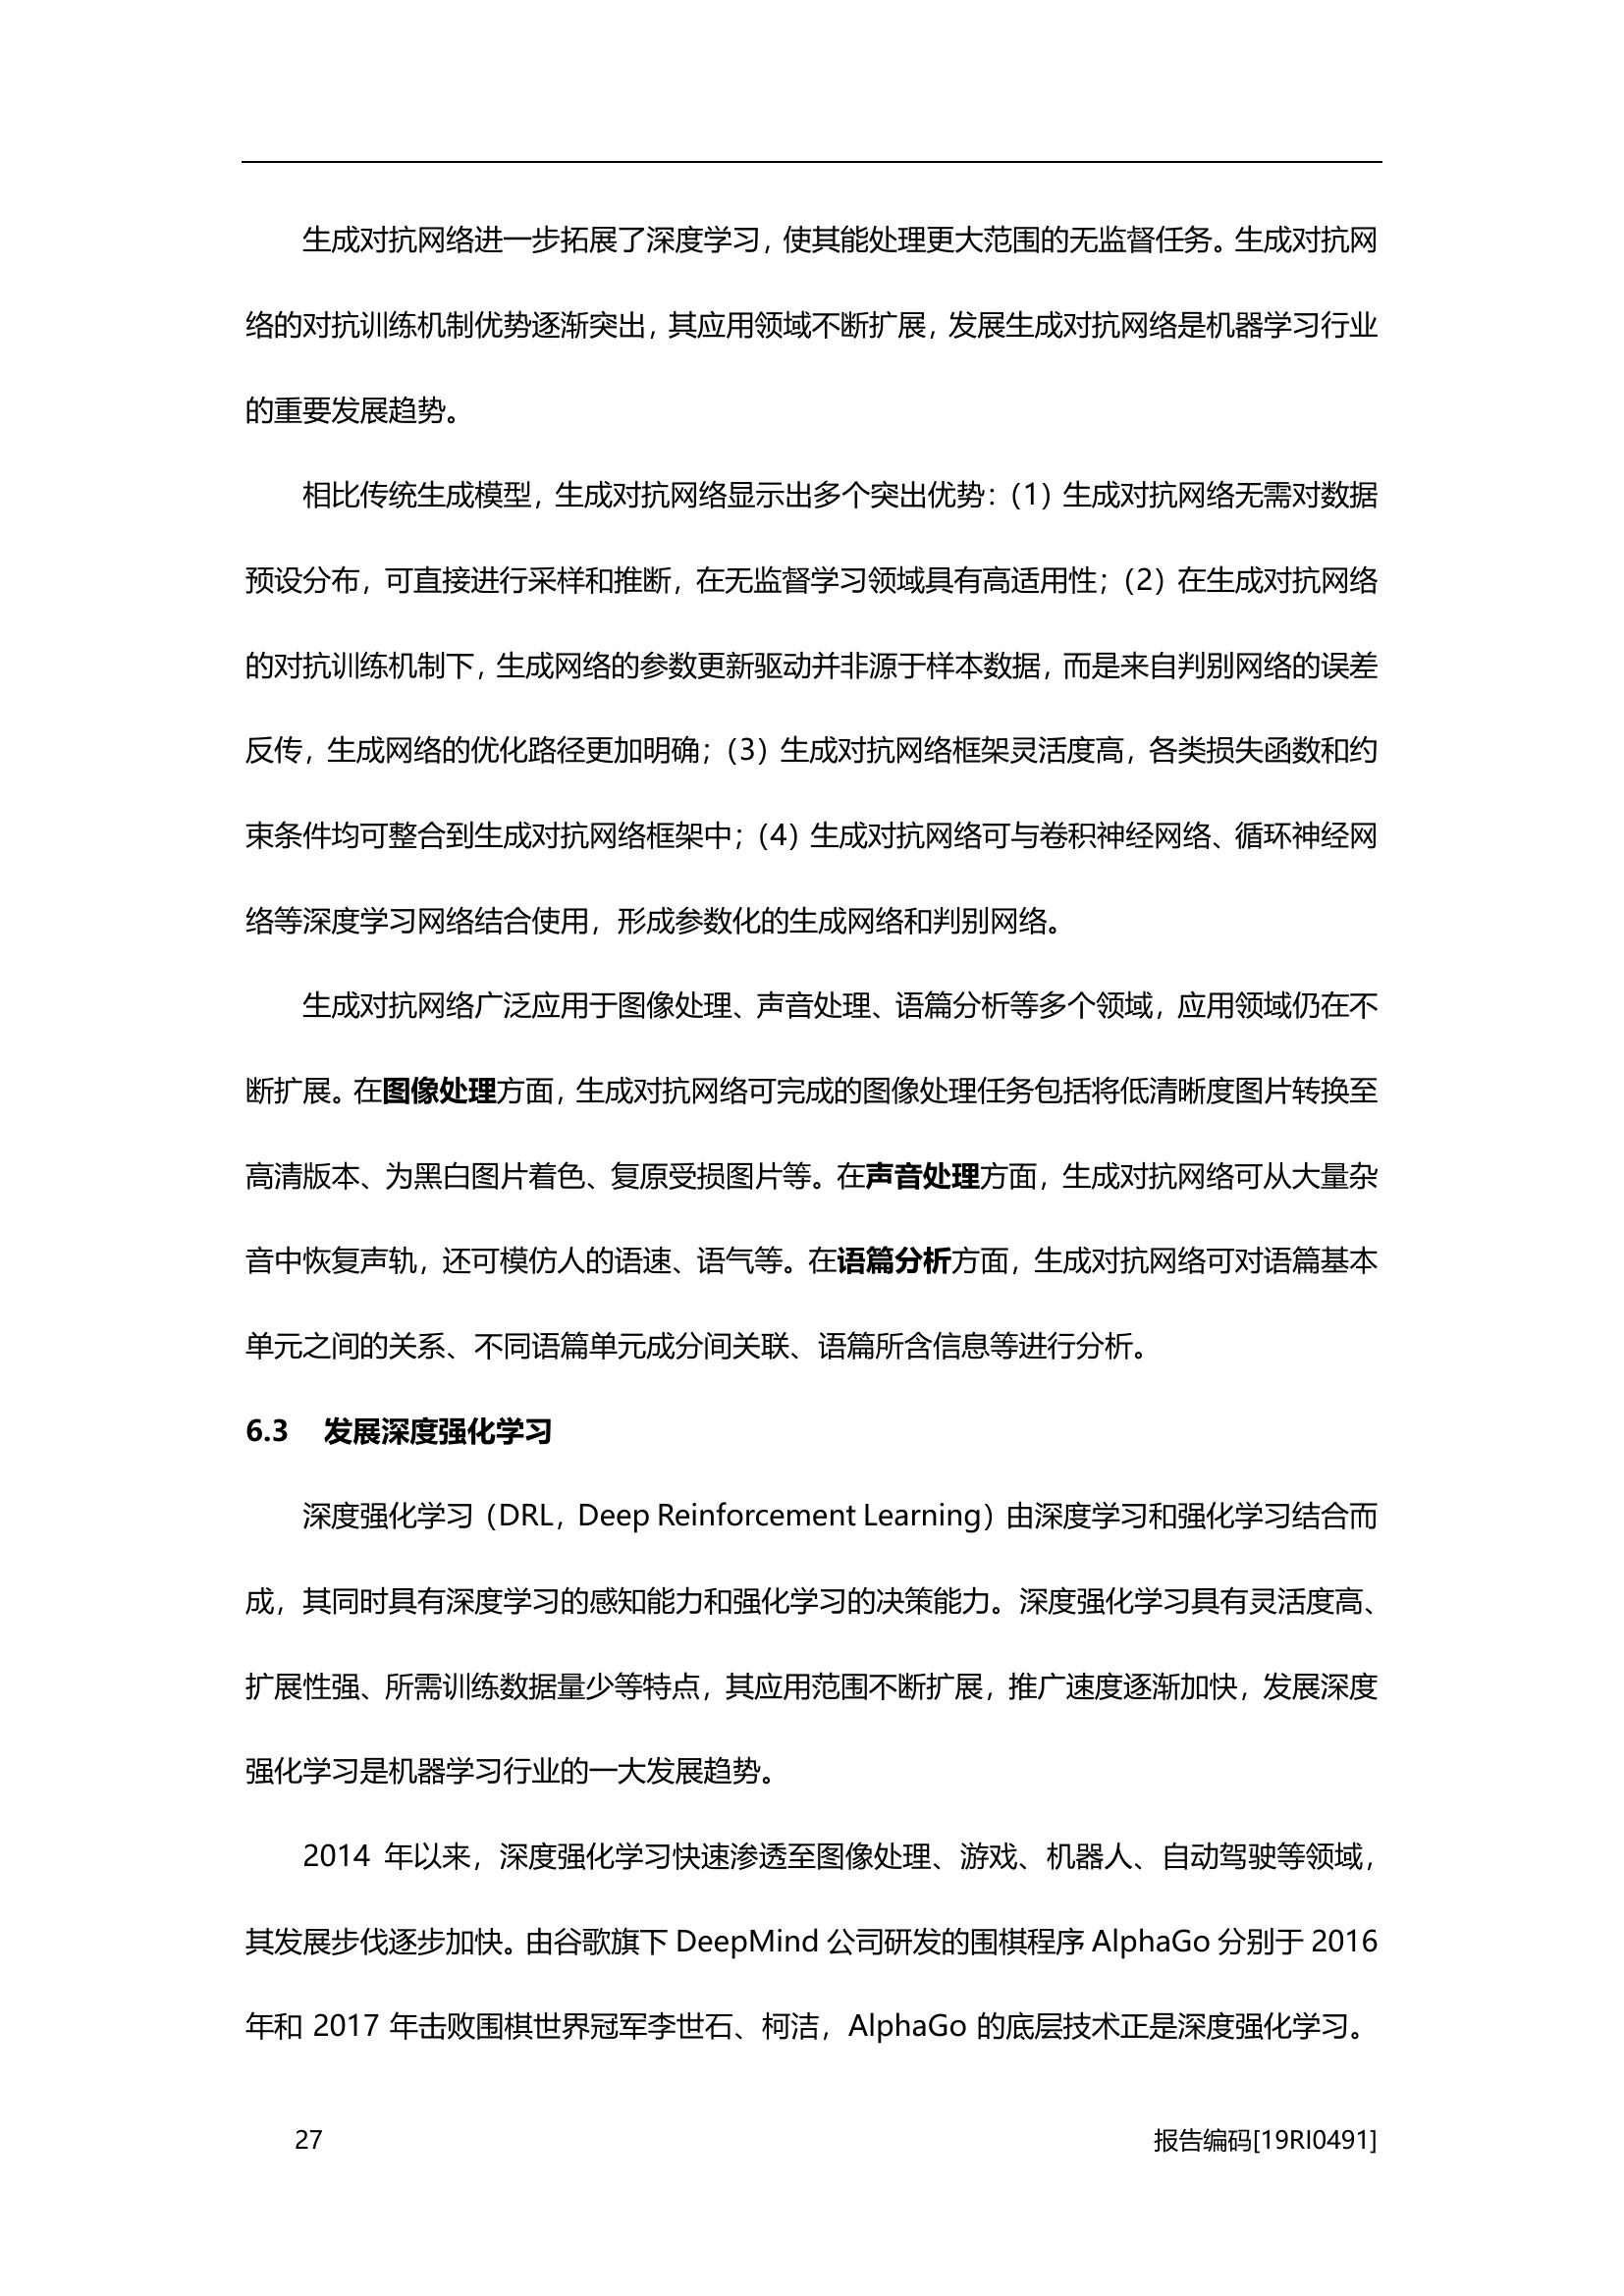 生成对抗网络进一步拓展了深度学习，使其能处理更大范围的无监督任务。生成对抗网
络的对抗训练机制优势逐渐突出，其应用领域不断扩展，发展生成对抗网络是机器学习行业
的重要发展趋势。
相比传统生成模型，生成对抗网络显示出多个突出优势：（1）生成对抗网络无需对数据
预设分布，可直接进行采样和推断，在无监督学习领域具有高适用性；（2）在生成对抗网络
的对抗训练机制下，生成网络的参数更新驱动并非源于样本数据，而是来自判别网络的误差
反传，生成网络的优化路径更加明确；（3）生成对抗网络框架灵活度高，各类损失函数和约
束条件均可整合到生成对抗网络框架中；（4）生成对抗网络可与卷积神经网络、循环神经网
络等深度学习网络结合使用，形成参数化的生成网络和判别网络。
生成对抗网络广泛应用于图像处理、声音处理、语篇分析等多个领域，应用领域仍在不
断扩展。在图像处理方面，生成对抗网络可完成的图像处理任务包括将低清晰度图片转换至
高清版本、为黑白图片着色、复原受损图片等。在声音处理方面，生成对抗网络可从大量杂
音中恢复声轨，还可模仿人的语速、语气等。在语篇分析方面，生成对抗网络可对语篇基本
单元之间的关系、不同语篇单元成分间关联、语篇所含信息等进行分析。
6.3 发展深度强化学习
深度强化学习（DRL，Deep Reinforcement Learning）由深度学习和强化学习结合而
成，其同时具有深度学习的感知能力和强化学习的决策能力。深度强化学习具有灵活度高、
扩展性强、所需训练数据量少等特点，其应用范围不断扩展，推广速度逐渐加快，发展深度
强化学习是机器学习行业的一大发展趋势。
2014 年以来，深度强化学习快速渗透至图像处理、游戏、机器人、自动驾驶等领域，
其发展步伐逐步加快。由谷歌旗下 DeepMind 公司研发的围棋程序 AlphaGo 分别于 2016
年和 2017 年击败围棋世界冠军李世石、柯洁，AlphaGo 的底层技术正是深度强化学习。
27 报告编码[19RI0491]